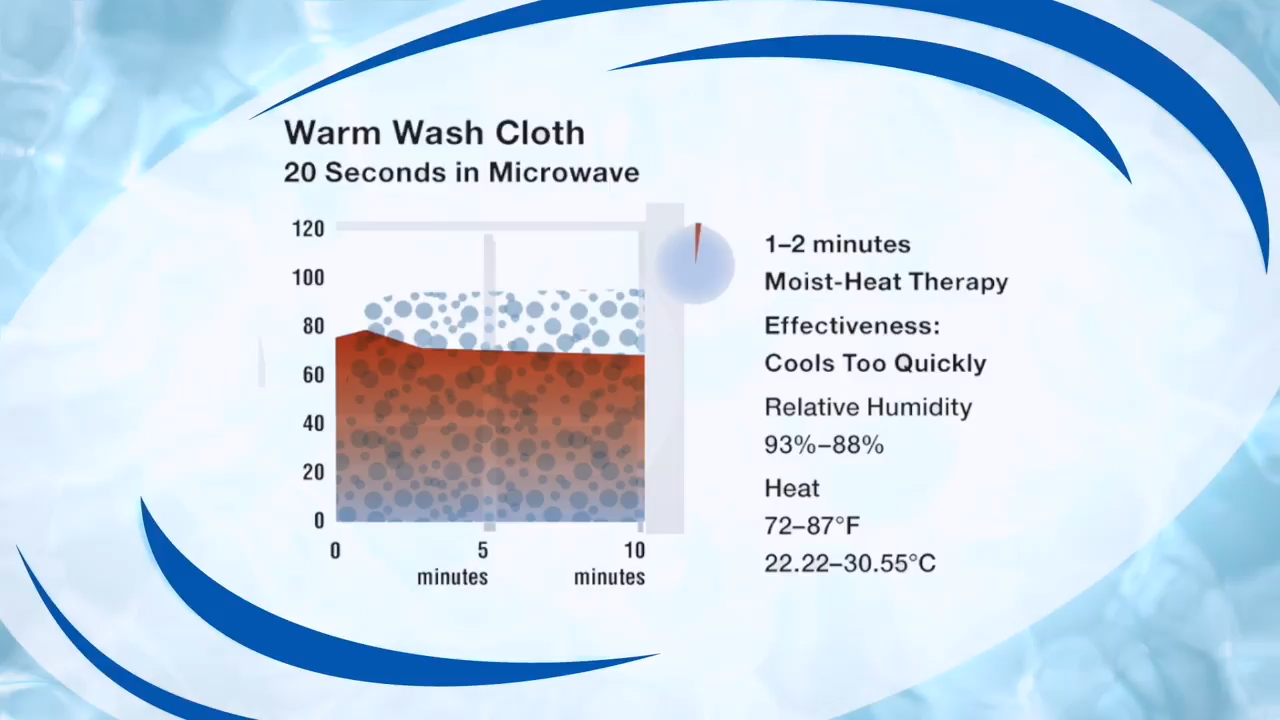 Warm Wash Cloth
20 Seconds in Microwave
120
100
80
60
40
20
0
0 5 10
minutes minutes
1–2 minutes
Moist-Heat Therapy
Effectiveness:
Cools Too Quickly
Relative Humidity
93%–88%
Heat
72–87°F
22.22–30.55°C